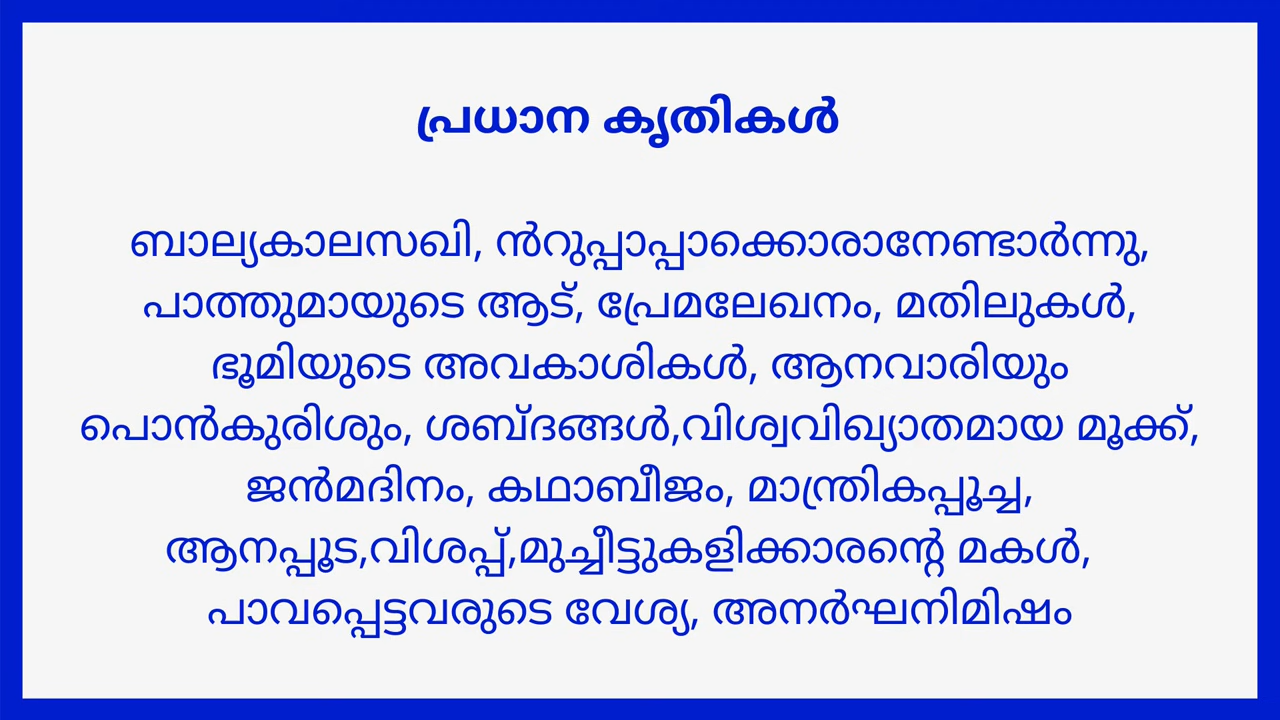 പ്രധാന കൃതികൾ
ബാല്യകാലസഖി, ൻറുപ്പാപ്പാക്കൊരാനേണ്ടാർന്നു,
പാത്തുമായുടെ ആട്, പ്രേമലേഖനം, മതിലുകൾ,
ഭൂമിയുടെ അവകാശികൾ, ആനവാരിയും
പൊൻകുരിശും, ശബ്ദങ്ങൾ,വിശ്വവിഖ്യാതമായ മൂക്ക്,
ജൻമദിനം, കഥാബീജം, മാന്ത്രികപ്പൂച്ച,
ആനപ്പൂട,വിശപ്പ്,മുച്ചീട്ടുകളിക്കാരന്റെ മകൾ,
പാവപ്പെട്ടവരുടെ വേശ്യ, അനർഘനിമിഷം